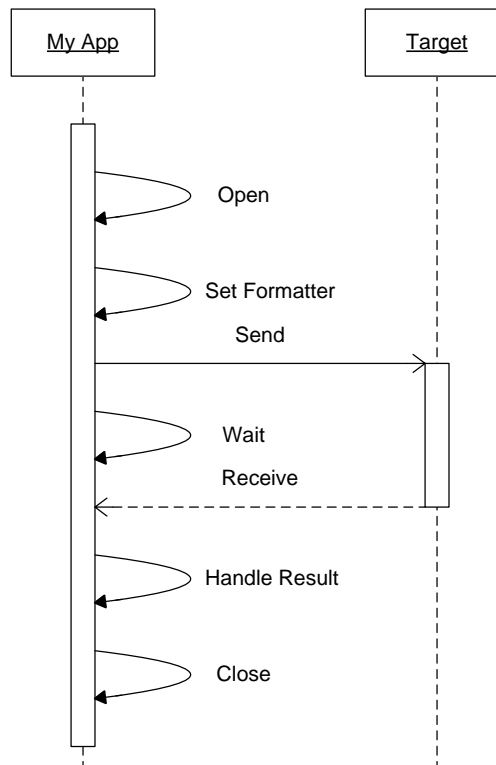 My App
Target
Open
Set Formatter
Send
Wait
Receive
Handle Result
Close